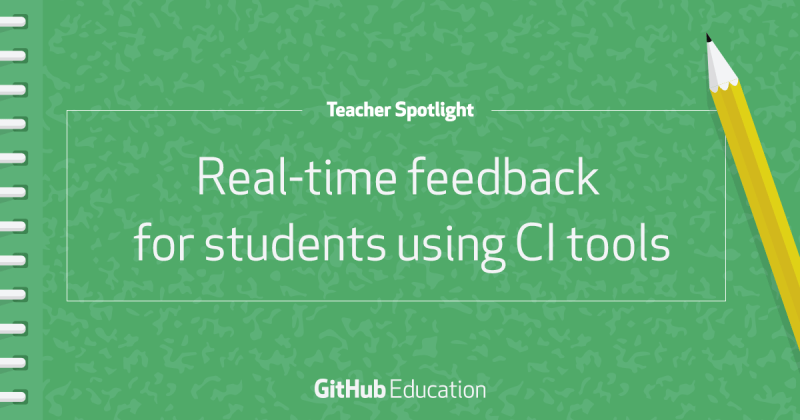 Teacher Spotlight
Real-time feedback
for students using CI tools
GitHub Education